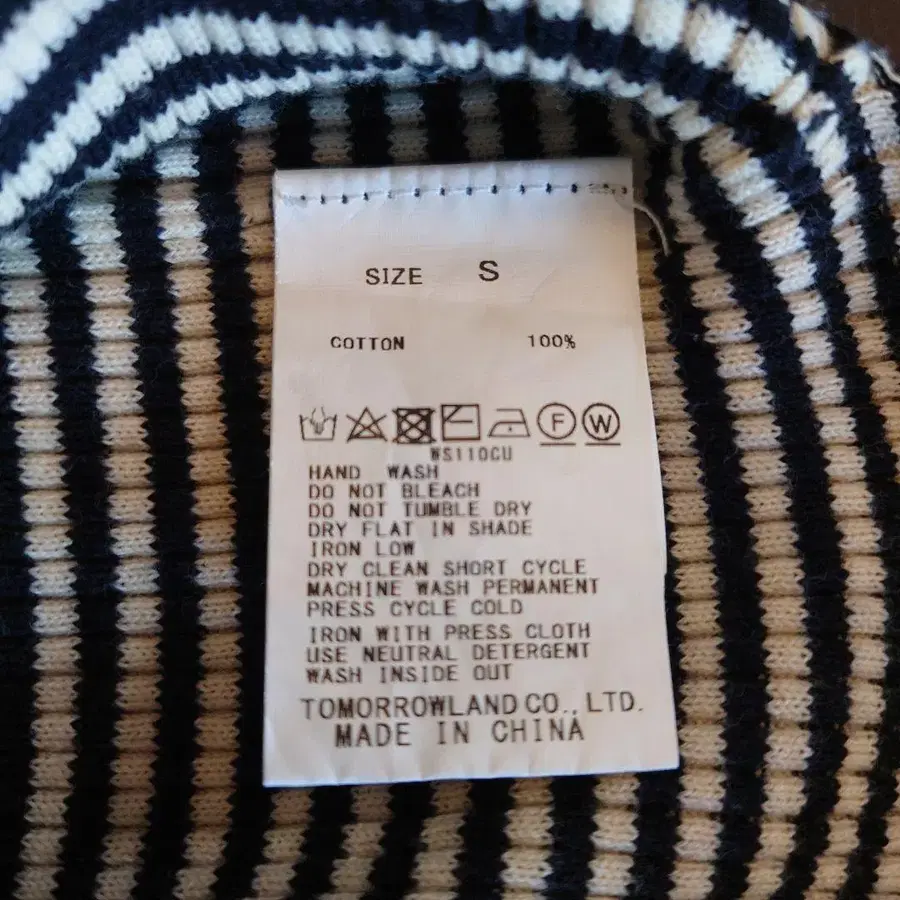 SIZE S
COTTON 100%
F W
WS110CU
HAND WASH
DO NOT BLEACH
DO NOT TUMBLE DRY
DRY FLAT IN SHADE
IRON LOW
DRY CLEAN SHORT CYCLE
MACHINE WASH PERMANENT
PRESS CYCLE COLD
IRON WITH PRESS CLOTH
USE NEUTRAL DETERGENT
WASH INSIDE OUT
TOMORROWLAND CO., LTD.
MADE IN CHINA